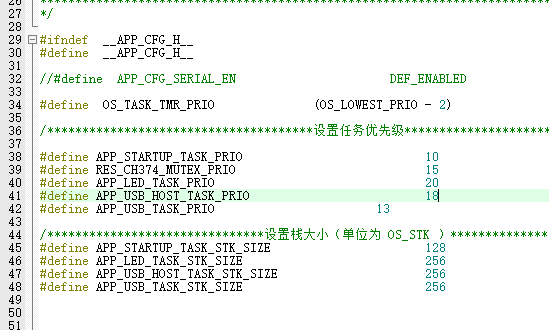 26
27
28 */
29 #ifndef __APP_CFG_H__
30 #define __APP_CFG_H__
31
32 //#define APP_CFG_SERIAL_EN DEF_ENABLED
33
34 #define OS_TASK_TMR_PRIO (OS_LOWEST_PRIO - 2)
35
36 /**************************************设置任务优先级*********************
37
38 #define APP_STARTUP_TASK_PRIO 10
39 #define RES_CH374_MUTEX_PRIO 15
40 #define APP_LED_TASK_PRIO 20
41 #define APP_USB_HOST_TASK_PRIO 18
42 #define APP_USB_TASK_PRIO 13
43
44 /*******************************设置栈大小（单位为 OS_STK ）**************
45 #define APP_STARTUP_TASK_STK_SIZE 128
46 #define APP_LED_TASK_STK_SIZE 256
47 #define APP_USB_HOST_TASK_STK_SIZE 256
48 #define APP_USB_TASK_STK_SIZE 256
49
50
51